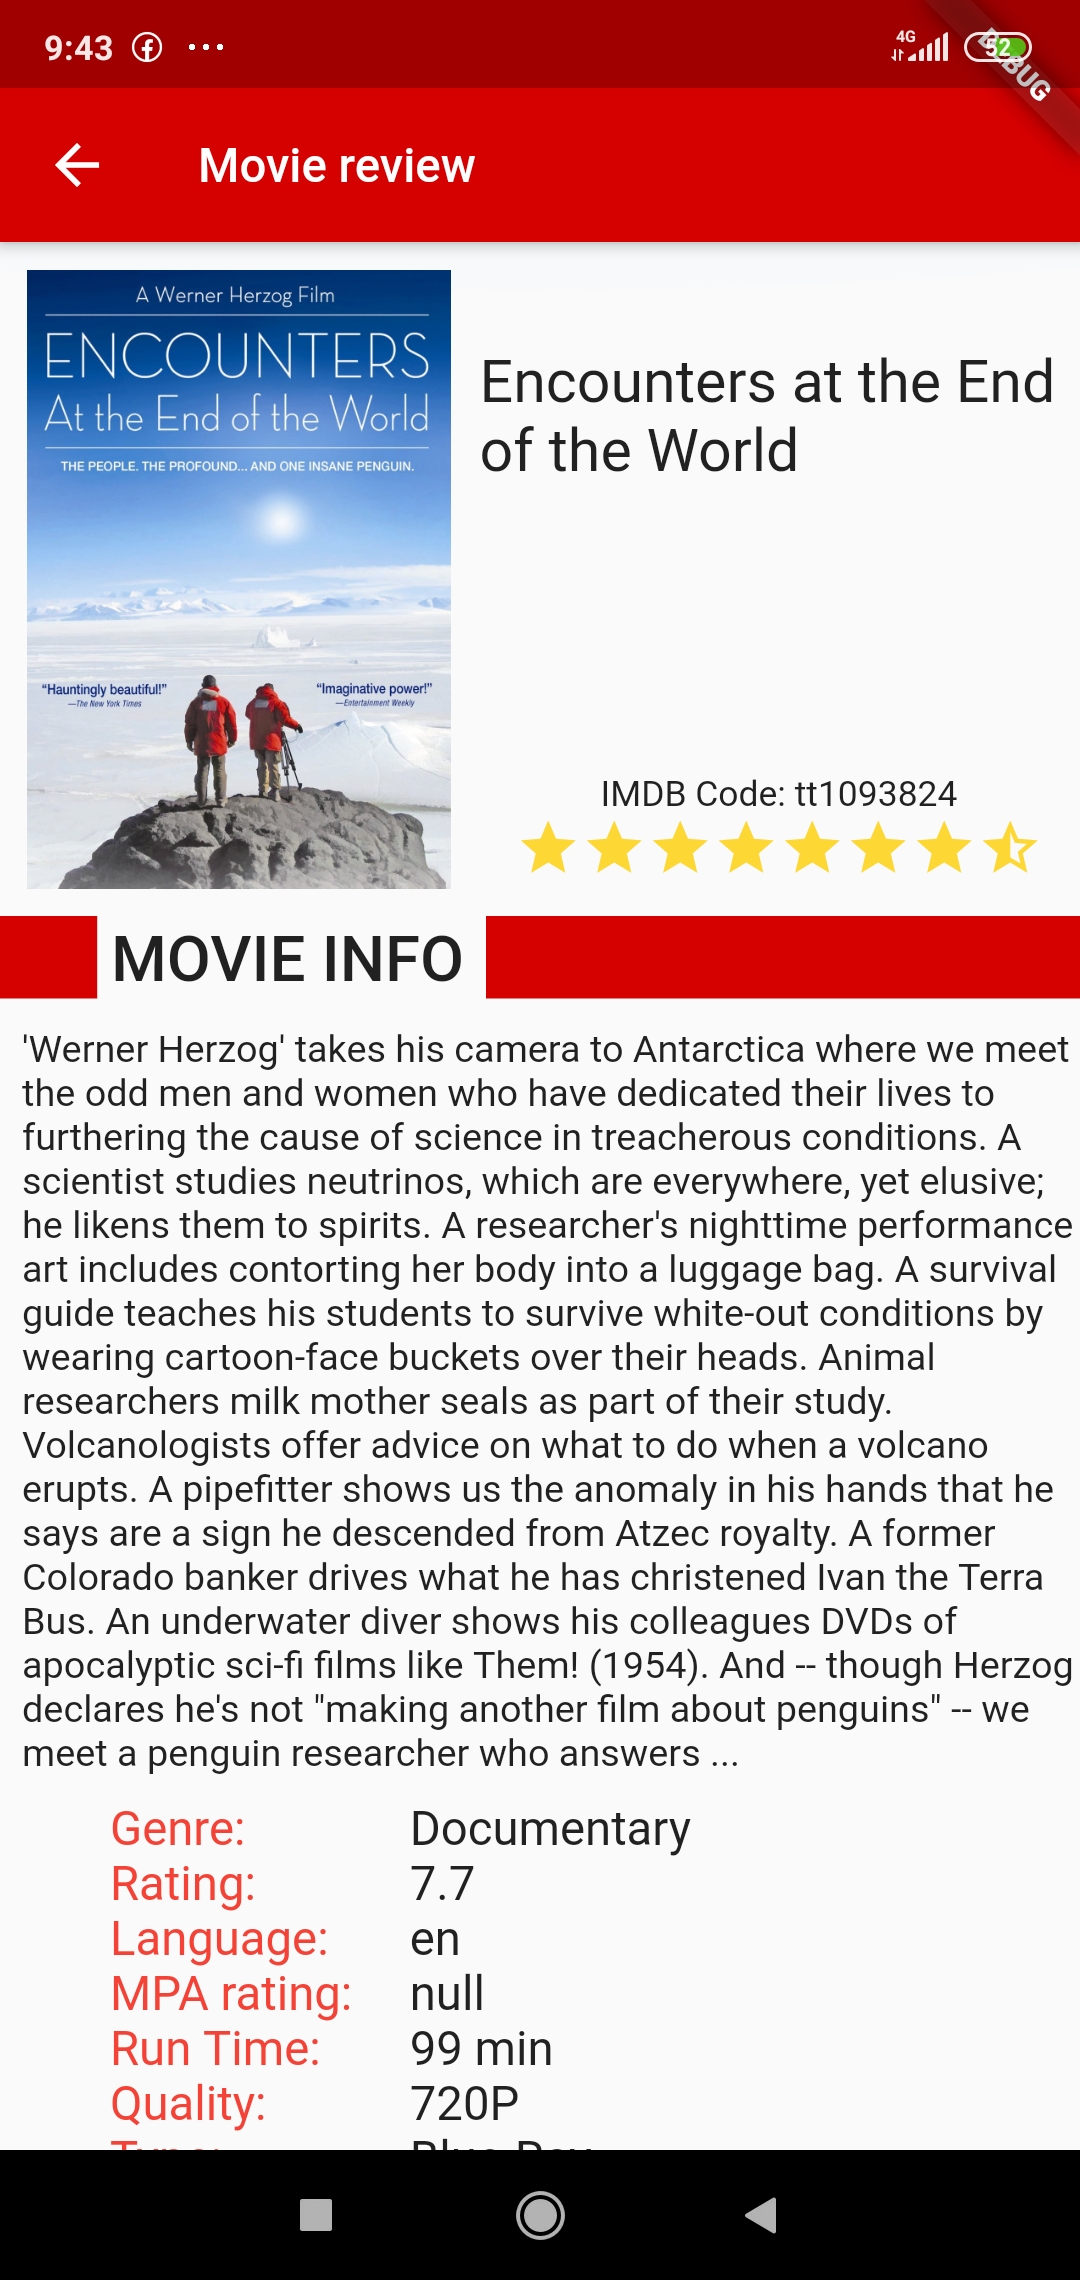 9:43
4G
52
DEBUG
Movie review
A Werner Herzog Film
ENCOUNTERS
At the End of the World
THE PEOPLE. THE PROFOUND... AND ONE INSANE PENGUIN.
“Hauntingly beautiful!”
—The New York Times
“Imaginative power!”
—Entertainment Weekly
Encounters at the End
of the World
IMDB Code: tt1093824
MOVIE INFO
'Werner Herzog' takes his camera to Antarctica where we meet
the odd men and women who have dedicated their lives to
furthering the cause of science in treacherous conditions. A
scientist studies neutrinos, which are everywhere, yet elusive;
he likens them to spirits. A researcher's nighttime performance
art includes contorting her body into a luggage bag. A survival
guide teaches his students to survive white-out conditions by
wearing cartoon-face buckets over their heads. Animal
researchers milk mother seals as part of their study.
Volcanologists offer advice on what to do when a volcano
erupts. A pipefitter shows us the anomaly in his hands that he
says are a sign he descended from Atzec royalty. A former
Colorado banker drives what he has christened Ivan the Terra
Bus. An underwater diver shows his colleagues DVDs of
apocalyptic sci-fi films like Them! (1954). And -- though Herzog
declares he's not "making another film about penguins" -- we
meet a penguin researcher who answers ...
Genre: Documentary
Rating: 7.7
Language: en
MPA rating: null
Run Time: 99 min
Quality: 720P